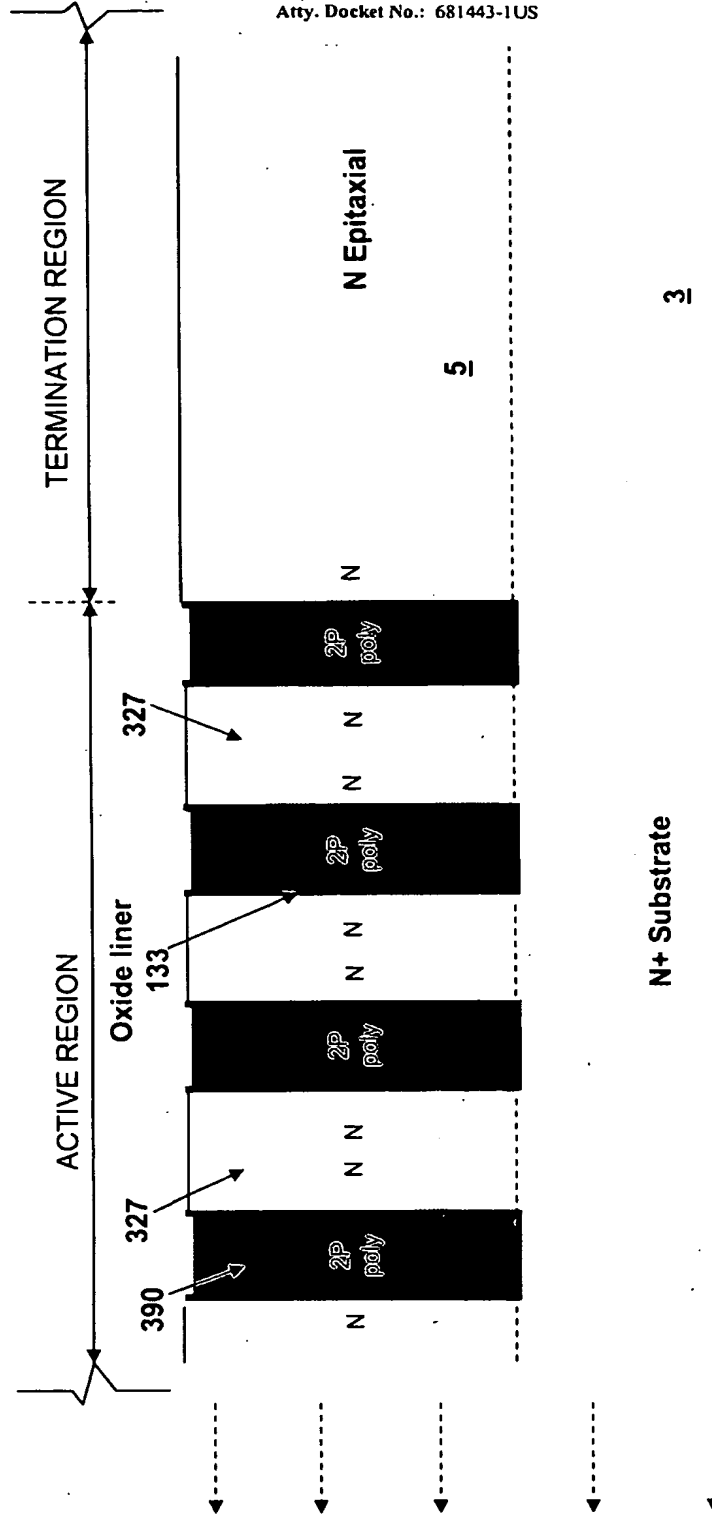 Atty. Docket No.: 681443-1US
ACTIVE REGION
TERMINATION REGION
Oxide liner
390
327
133
327
N
2P
poly
N N
2P
poly
N N
2P
poly
N N
2P
poly
N
N Epitaxial
5
N+ Substrate
3